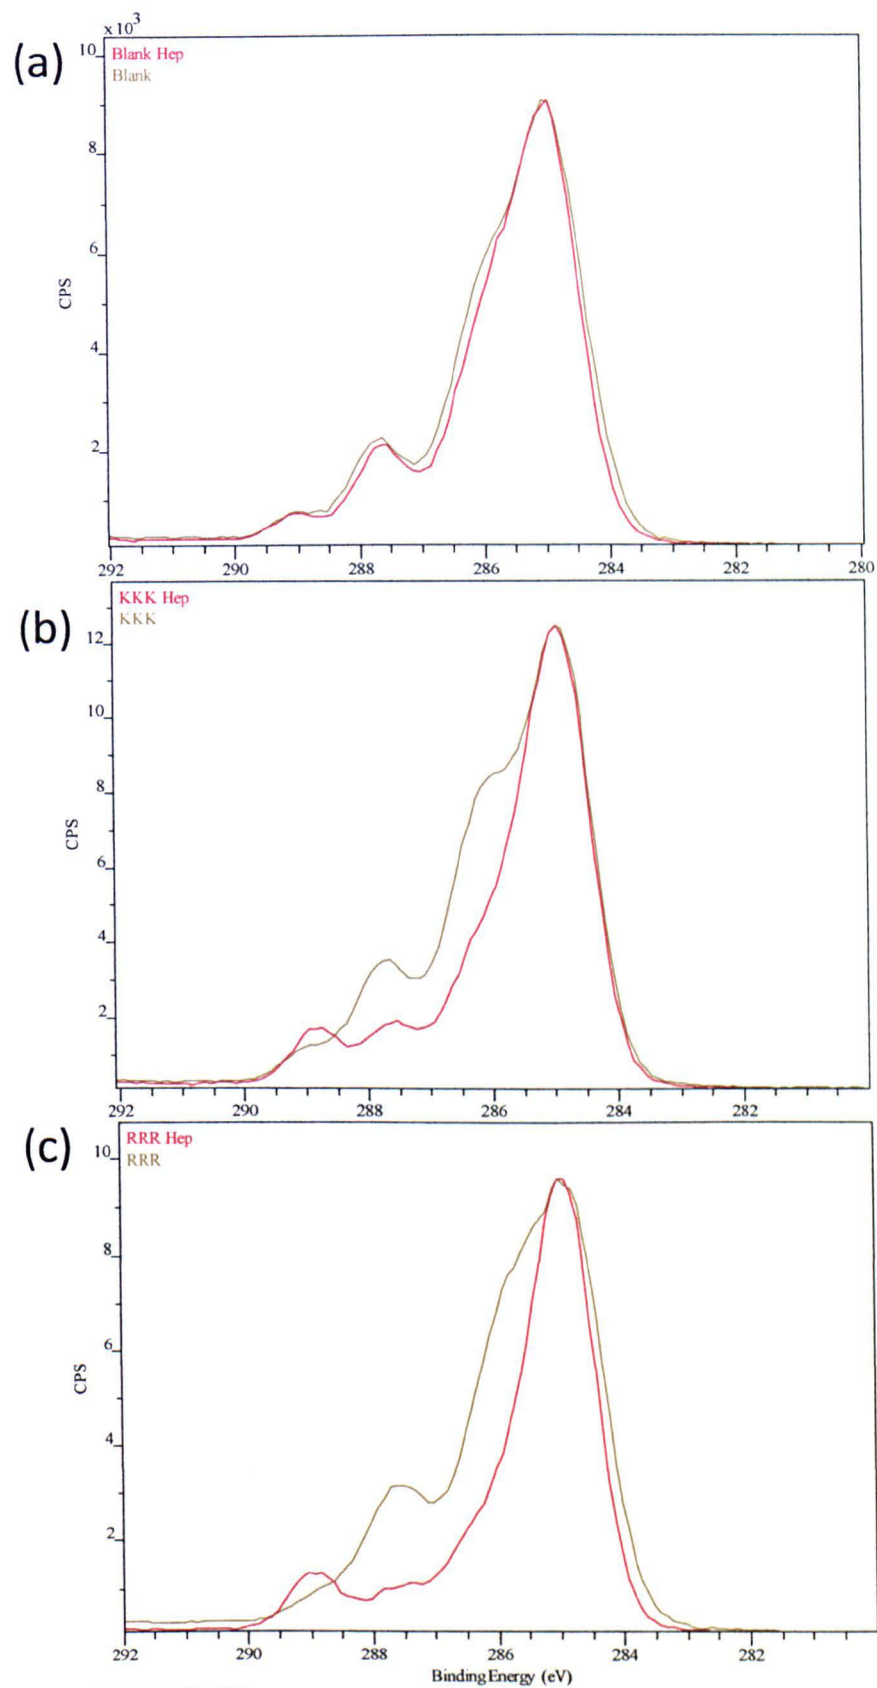 x10³
(a)
10
Blank Hep
Blank
8
6
CPS
4
2
292 290 288 286 284 282 280
(b)
KKK Hep
KKK
12
10
8
CPS
6
4
2
292 290 288 286 284 282
(c)
RRR Hep
RRR
10
8
6
CPS
4
2
292 290 288 286 284 282
Binding Energy (eV)